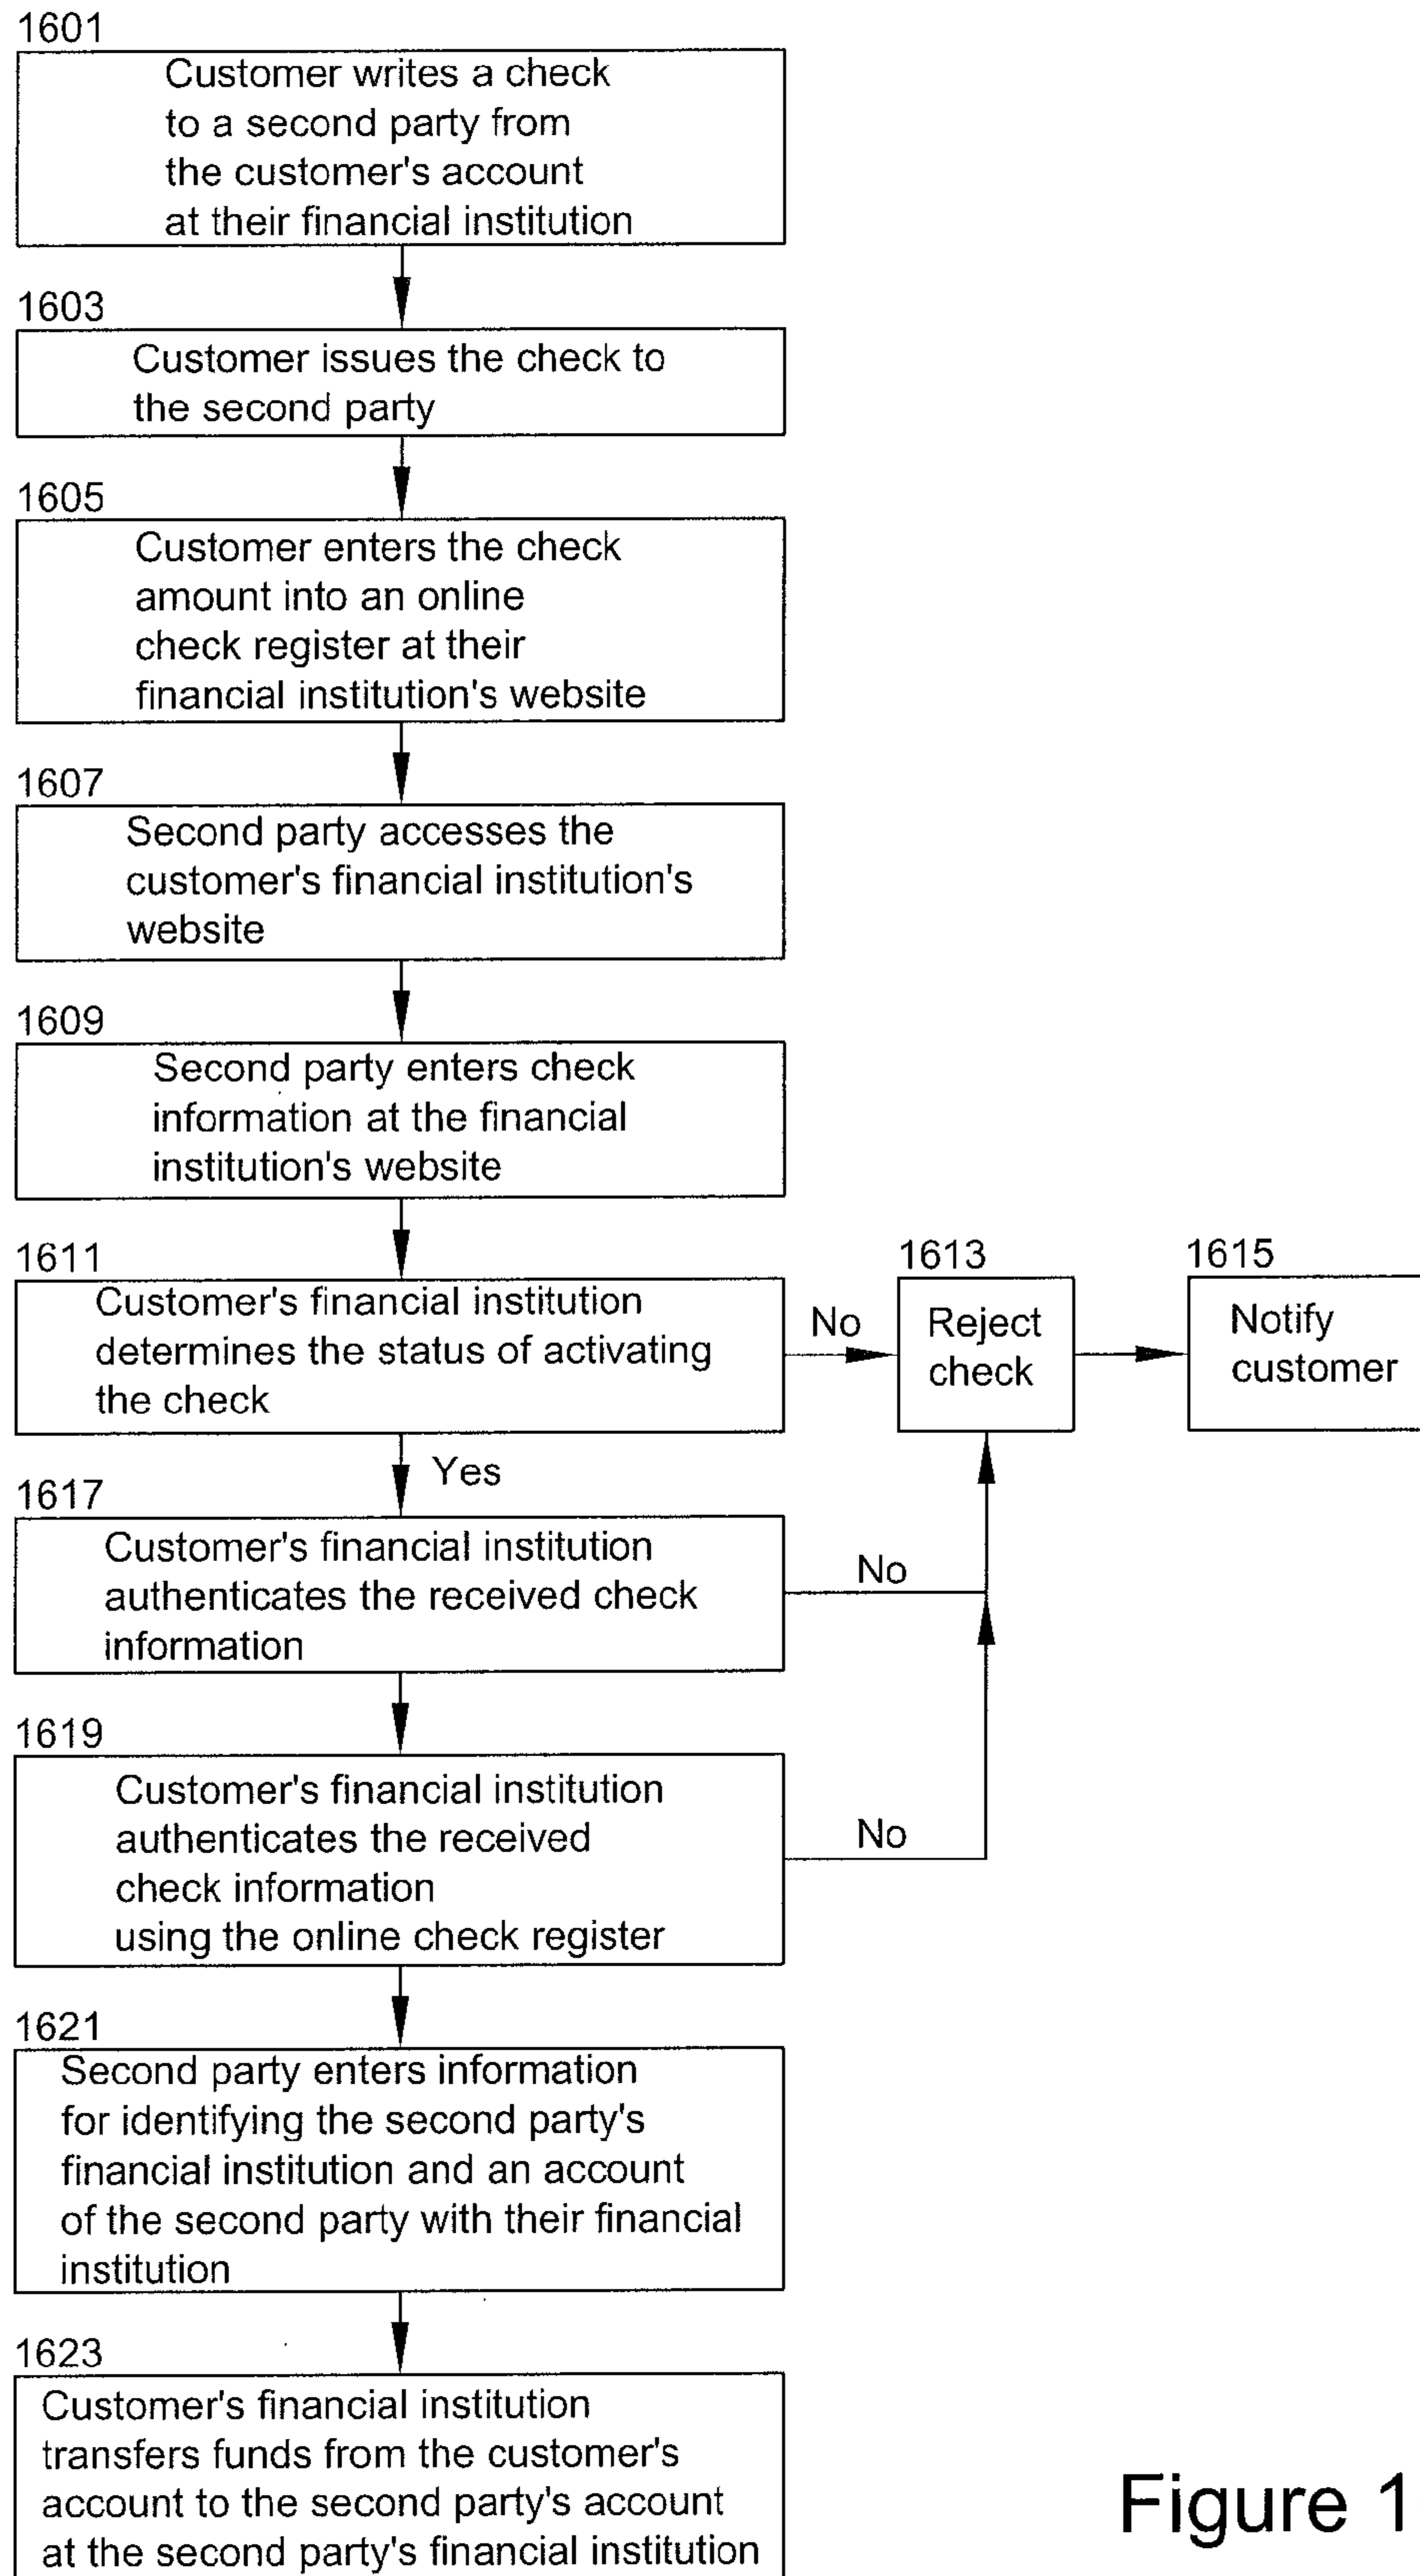 1601
Customer writes a check
to a second party from
the customer's account
at their financial institution
1603
Customer issues the check to
the second party
1605
Customer enters the check
amount into an online
check register at their
financial institution's website
1607
Second party accesses the
customer's financial institution's
website
1609
Second party enters check
information at the financial
institution's website
1611
Customer's financial institution
determines the status of activating
the check
No
1613
Reject
check
1615
Notify
customer
Yes
1617
Customer's financial institution
authenticates the received check
information
No
1619
Customer's financial institution
authenticates the received
check information
using the online check register
No
1621
Second party enters information
for identifying the second party's
financial institution and an account
of the second party with their financial
institution
1623
Customer's financial institution
transfers funds from the customer's
account to the second party's account
at the second party's financial institution
Figure 1